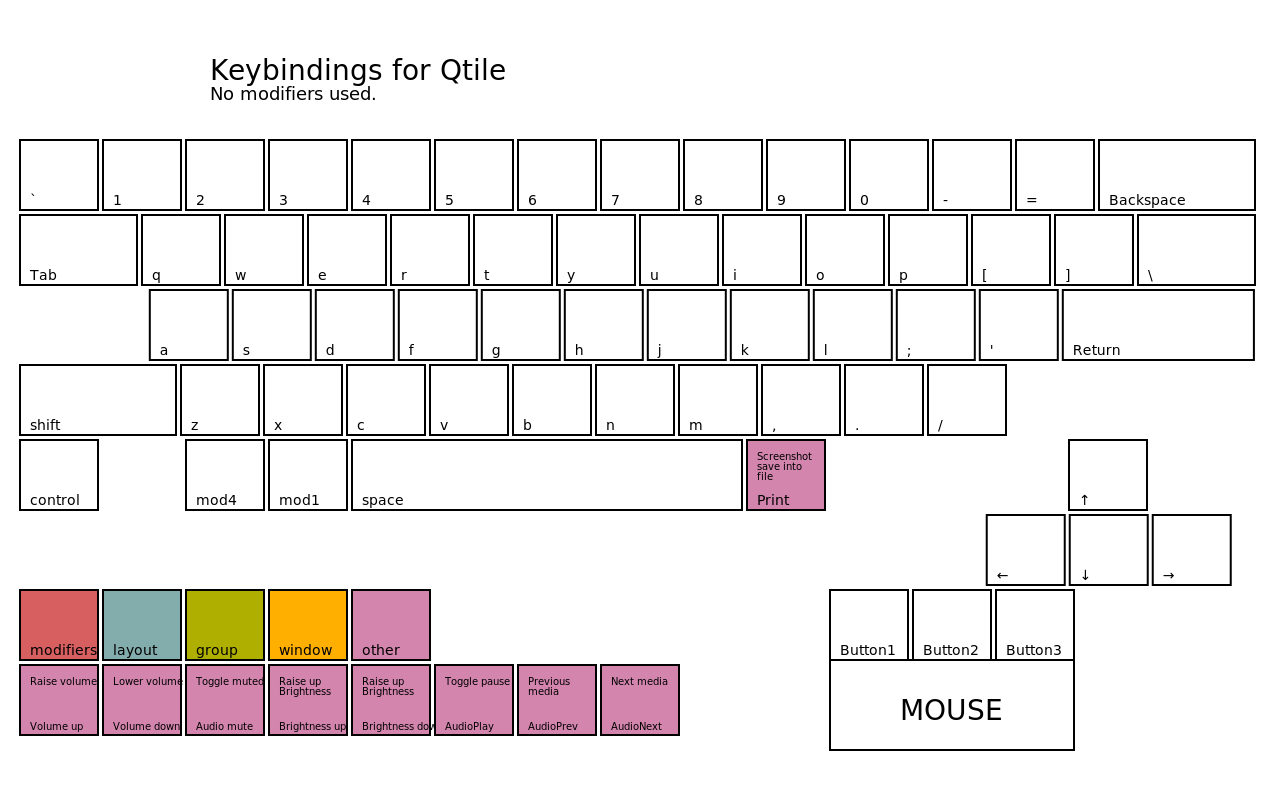 Keybindings for Qtile
No modifiers used.
` 1 2 3 4 5 6 7 8 9 0 - = Backspace
Tab q w e r t y u i o p [ ] \
a s d f g h j k l ; ' Return
shift z x c v b n m , . /
Screenshot
save into
file
control mod4 mod1 space Print ↑
← ↓ →
modifiers layout group window other Button1 Button2 Button3
Raise volume Lower volume Toggle muted Raise up Raise up Toggle pause Previous Next media
Brightness Brightness media
MOUSE
Volume up Volume down Audio mute Brightness up Brightness dow AudioPlay AudioPrev AudioNext